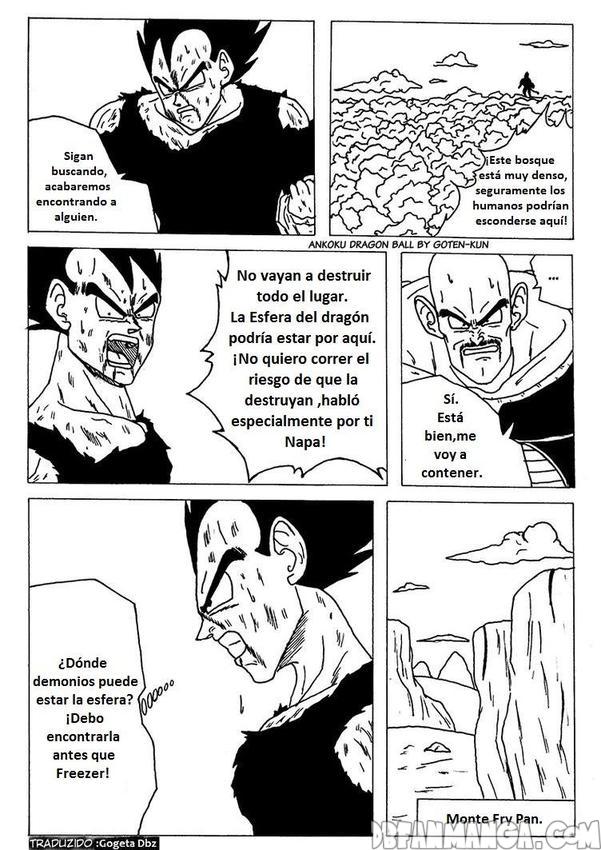 Sigan
buscando,
acabaremos
encontrando a
alguien.
¡Este bosque
está muy denso,
seguramente los
humanos podrían
esconderse aquí!
ANKOKU DRAGON BALL BY GOTEN-KUN
No vayan a destruir
todo el lugar.
La Esfera del dragón
podría estar por aquí.
¡No quiero correr el
riesgo de que la
destruyan ,habló
especialmente por ti
Napa!
...
Sí.
Está
bien,me
voy a
contener.
¿Dónde
demonios puede
estar la esfera?
¡Debo
encontrarla
antes que
Freezer!
Monte Fry Pan.
TRADUZIDO :Gogeta Dbz
DBFANMANGA.COM